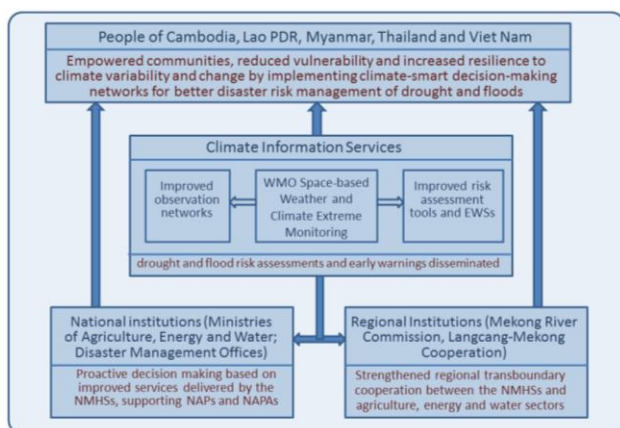 People of Cambodia, Lao PDR, Myanmar, Thailand and Viet Nam
Empowered communities, reduced vulnerability and increased resilience to
climate variability and change by implementing climate-smart decision-making
networks for better disaster risk management of drought and floods
Climate Information Services
Improved
observation
networks
WMO Space-based
Weather and
Climate Extreme
Monitoring
Improved risk
assessment
tools and EWSs
drought and flood risk assessments and early warnings disseminated
National institutions (Ministries
of Agriculture, Energy and Water;
Disaster Management Offices)
Proactive decision making based on
improved services delivered by the
NMHSs, supporting NAPs and NAPAs
Regional Institutions (Mekong River
Commission, Langcang-Mekong
Cooperation)
Strengthened regional transboundary
cooperation between the NMHSs and
agriculture, energy and water sectors